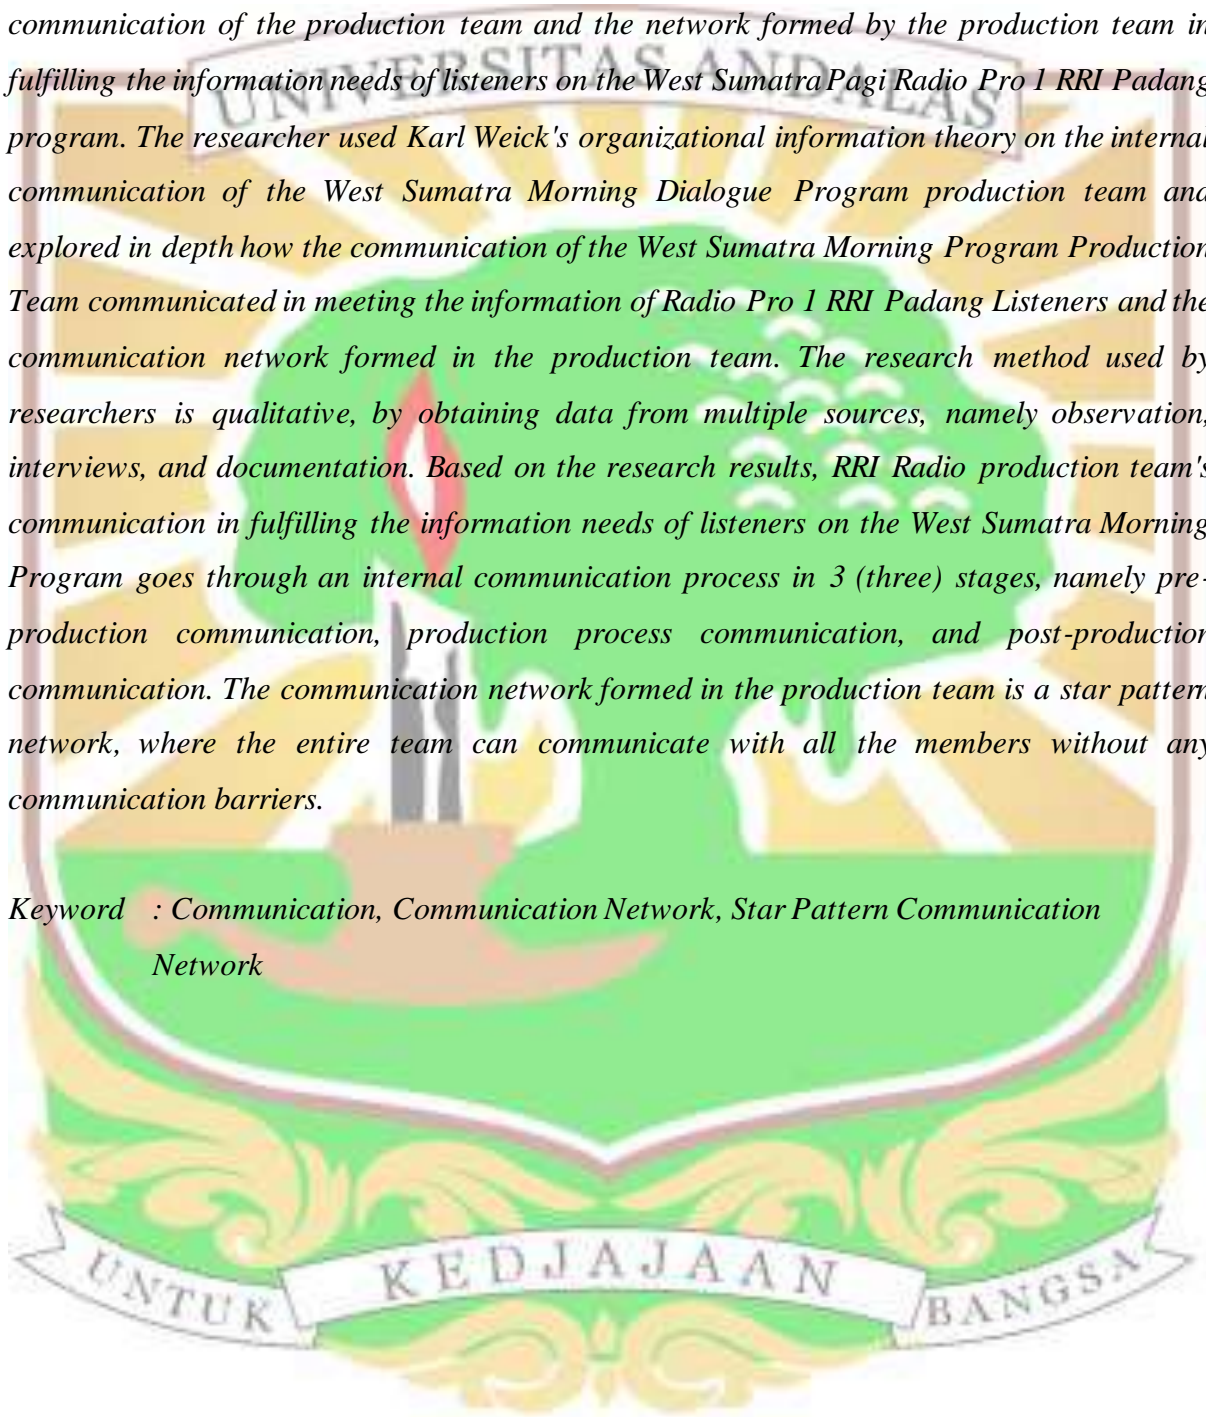 communication of the production team and the network formed by the production team in
fulfilling the information needs of listeners on the West Sumatra Pagi Radio Pro 1 RRI Padang
UNIVERSITAS ANDALAS
program. The researcher used Karl Weick's organizational information theory on the internal
communication of the West Sumatra Morning Dialogue Program production team and
explored in depth how the communication of the West Sumatra Morning Program Production
Team communicated in meeting the information of Radio Pro 1 RRI Padang Listeners and the
communication network formed in the production team. The research method used by
researchers is qualitative, by obtaining data from multiple sources, namely observation,
interviews, and documentation. Based on the research results, RRI Radio production team's
communication in fulfilling the information needs of listeners on the West Sumatra Morning
Program goes through an internal communication process in 3 (three) stages, namely pre-
production communication, production process communication, and post-production
communication. The communication network formed in the production team is a star pattern
network, where the entire team can communicate with all the members without any
communication barriers.
Keyword : Communication, Communication Network, Star Pattern Communication
Network
UNTUK KEDJAJAAN BANGSA